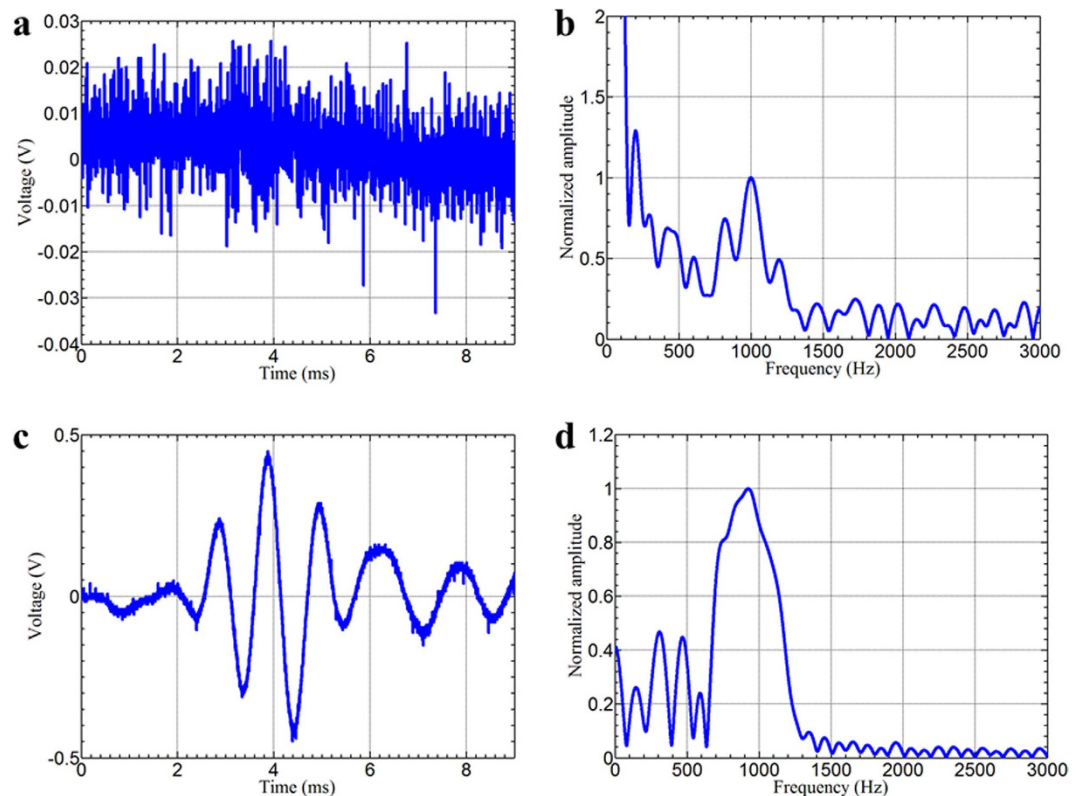 a
0.03
0.02
0.01
0
-0.01
-0.02
-0.03
-0.04
Voltage (V)
0 2 4 6 8
Time (ms)
b
2
1.5
1
0.5
0
Normalized amplitude
0 500 1000 1500 2000 2500 3000
Frequency (Hz)
c
0.5
0
-0.5
Voltage (V)
0 2 4 6 8
Time (ms)
d
1.2
1
0.8
0.6
0.4
0.2
0
Normalized amplitude
0 500 1000 1500 2000 2500 3000
Frequency (Hz)